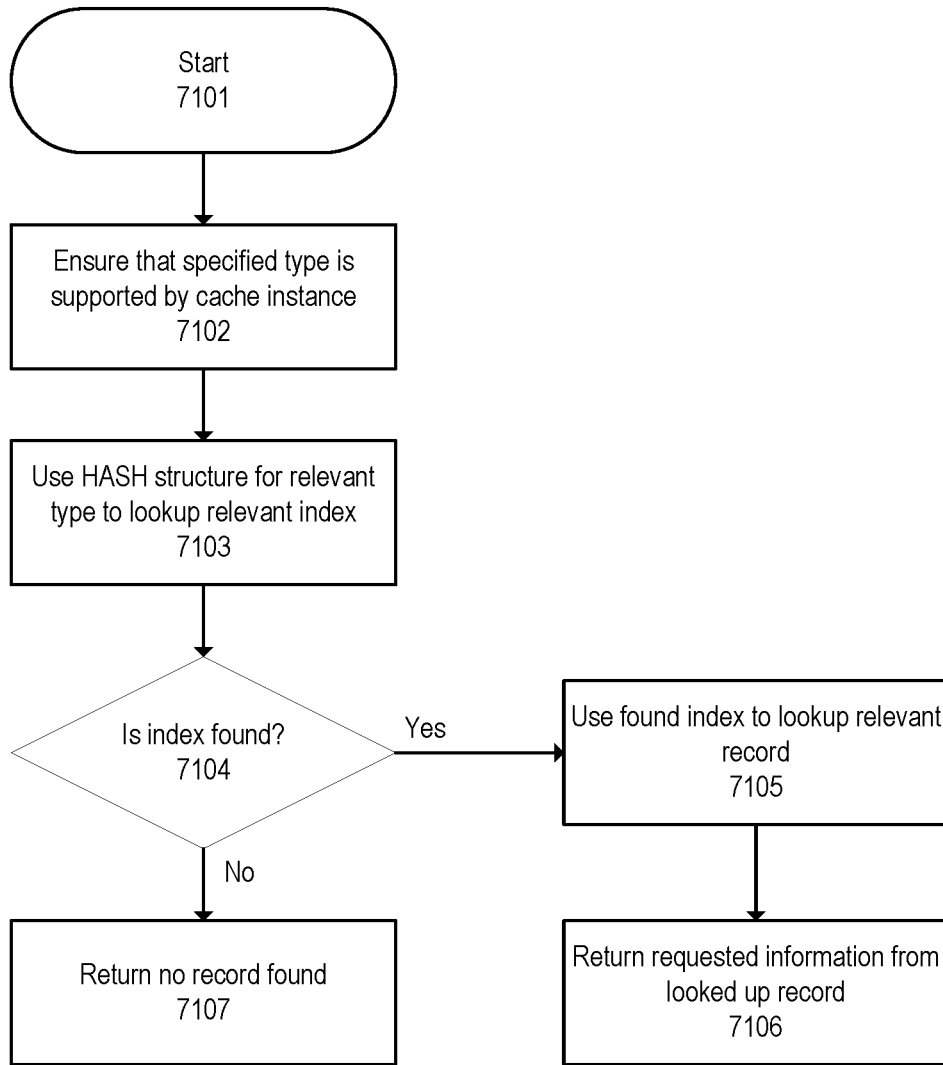 Start
7101
Ensure that specified type is
supported by cache instance
7102
Use HASH structure for relevant
type to lookup relevant index
7103
Is index found?
7104
Yes
Use found index to lookup relevant
record
7105
No
Return no record found
7107
Return requested information from
looked up record
7106